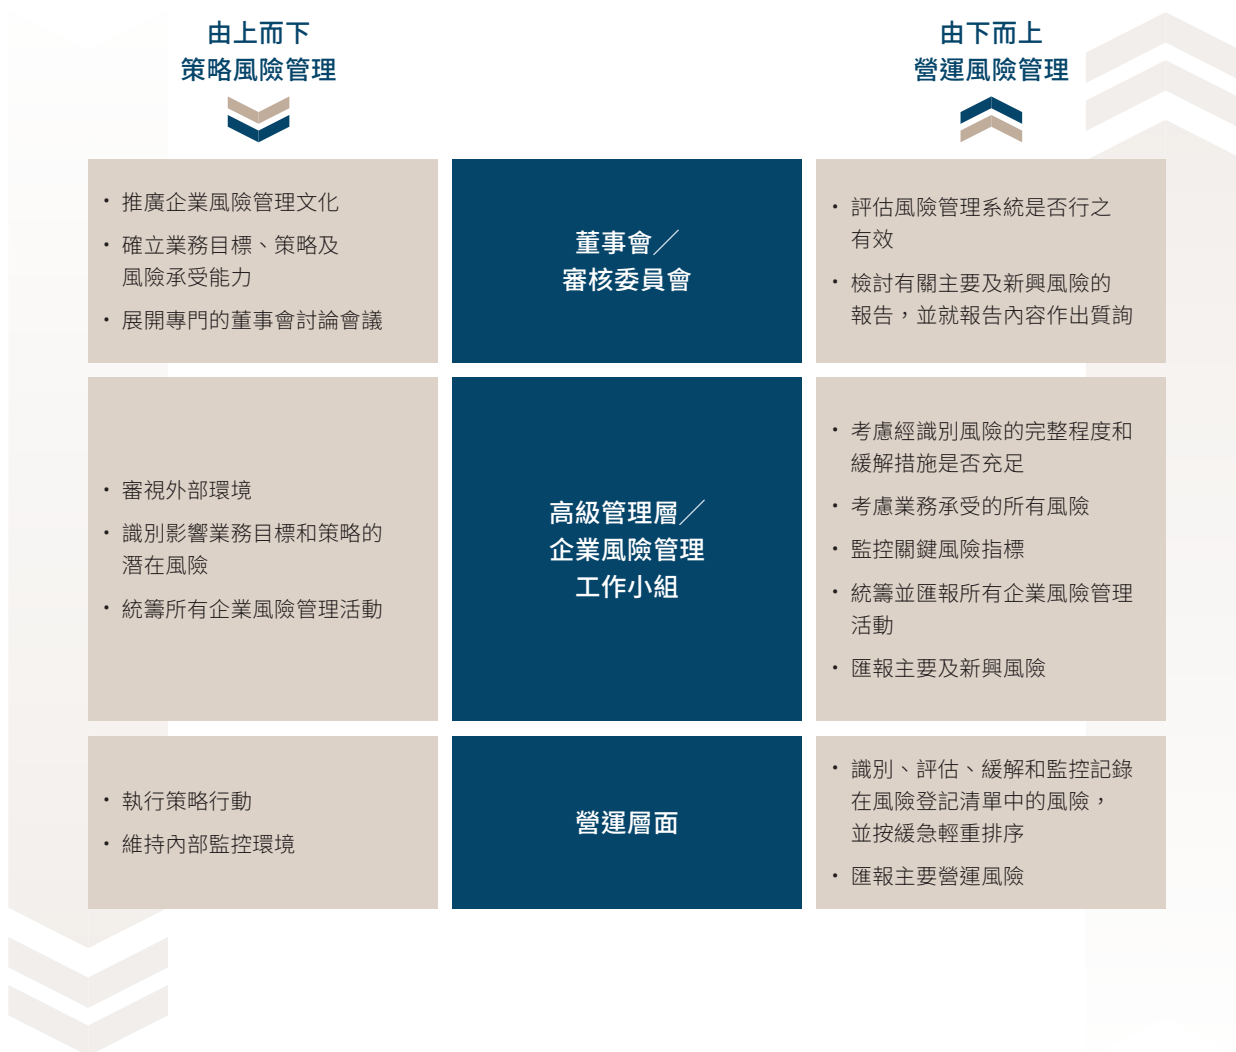 由上而下
策略風險管理
由下而上
營運風險管理
• 推廣企業風險管理文化
• 確立業務目標、策略及
風險承受能力
• 展開專門的董事會討論會議
董事會／
審核委員會
• 評估風險管理系統是否行之
有效
• 檢討有關主要及新興風險的
報告，並就報告內容作出質詢
• 審視外部環境
• 識別影響業務目標和策略的
潛在風險
• 統籌所有企業風險管理活動
高級管理層／
企業風險管理
工作小組
• 考慮經識別風險的完整程度和
緩解措施是否充足
• 考慮業務承受的所有風險
• 監控關鍵風險指標
• 統籌並匯報所有企業風險管理
活動
• 匯報主要及新興風險
• 執行策略行動
• 維持內部監控環境
營運層面
• 識別、評估、緩解和監控記錄
在風險登記清單中的風險，
並按緩急輕重排序
• 匯報主要營運風險